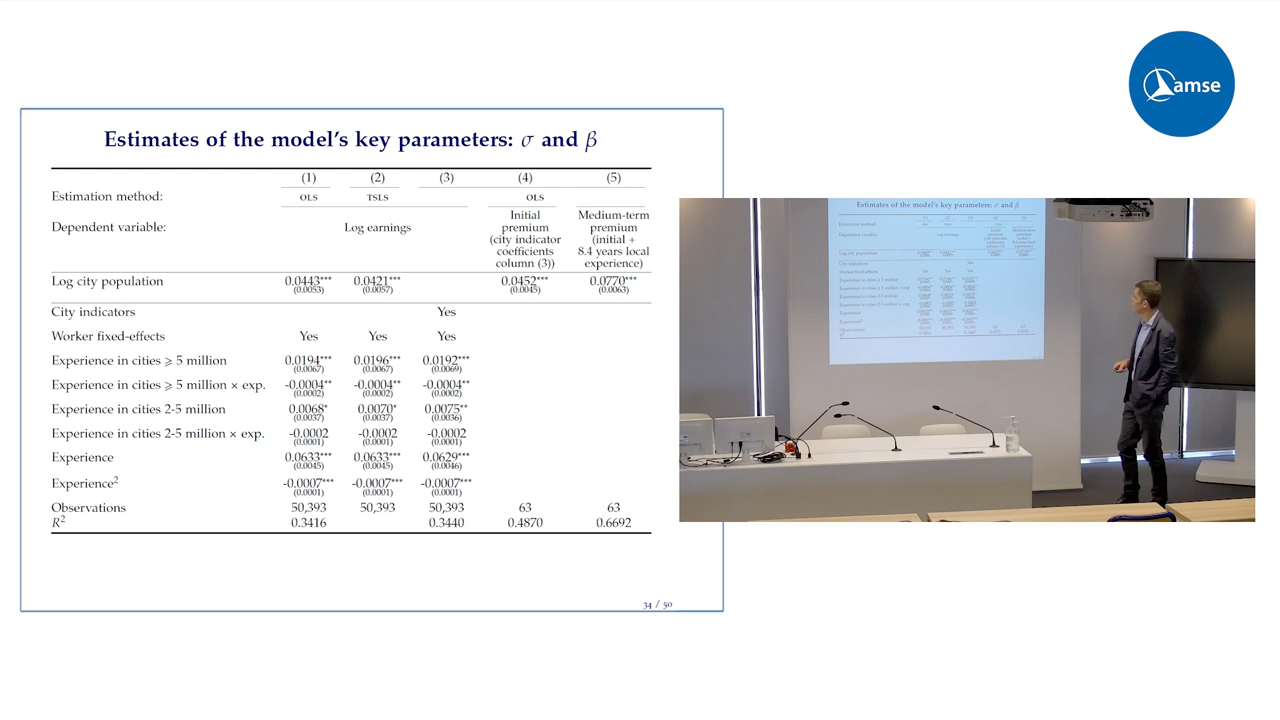 amse
Estimates of the model's key parameters: σ and β
(1) (2) (3) (4) (5)
Estimation method: OLS TSLS OLS
Dependent variable: Log earnings Initial premium (city indicator coefficients column (3)) Medium-term premium (initial + 8.4 years local experience)
Log city population 0.0443*** 0.0421*** 0.0452*** 0.0770***
(0.0053) (0.0057) (0.0045) (0.0063)
City indicators Yes
Worker fixed-effects Yes Yes Yes
Experience in cities ⩾ 5 million 0.0194*** 0.0196*** 0.0192***
(0.0067) (0.0067) (0.0069)
Experience in cities ⩾ 5 million × exp. -0.0004** -0.0004** -0.0004**
(0.0002) (0.0002) (0.0002)
Experience in cities 2-5 million 0.0068* 0.0070* 0.0075**
(0.0037) (0.0037) (0.0036)
Experience in cities 2-5 million × exp. -0.0002 -0.0002 -0.0002
(0.0001) (0.0001) (0.0001)
Experience 0.0633*** 0.0633*** 0.0629***
(0.0045) (0.0045) (0.0046)
Experience² -0.0007*** -0.0007*** -0.0007***
(0.0001) (0.0001) (0.0001)
Observations 50,393 50,393 50,393 63 63
R² 0.3416 0.3440 0.4870 0.6692
34 / 50
Estimates of the model's key parameters: σ and β